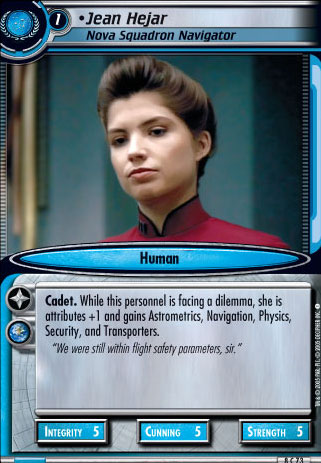 1
•Jean Hejar
Nova Squadron Navigator
Human
Cadet. While this personnel is facing a dilemma, she is
attributes +1 and gains Astrometrics, Navigation, Physics,
Security, and Transporters.
"We were still within flight safety parameters, sir."
INTEGRITY 5 CUNNING 5 STRENGTH 5